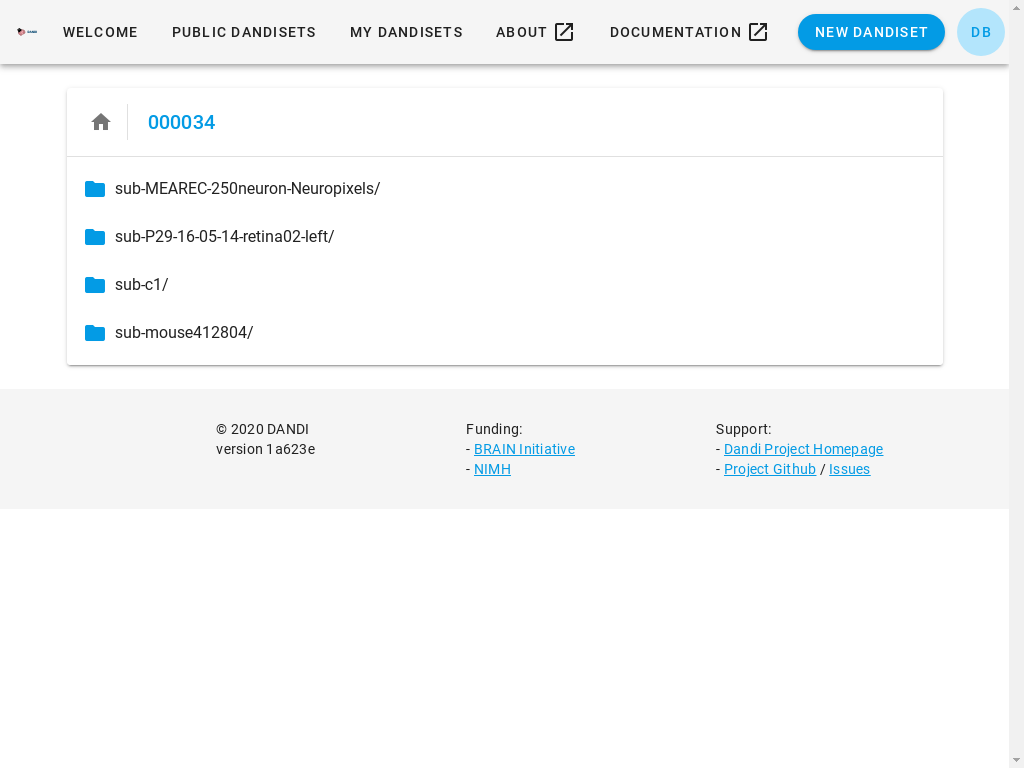 DANDI WELCOME PUBLIC DANDISETS MY DANDISETS ABOUT DOCUMENTATION NEW DANDISET DB
000034
sub-MEAREC-250neuron-Neuropixels/
sub-P29-16-05-14-retina02-left/
sub-c1/
sub-mouse412804/
© 2020 DANDI
version 1a623e
Funding:
- BRAIN Initiative
- NIMH
Support:
- Dandi Project Homepage
- Project Github / Issues